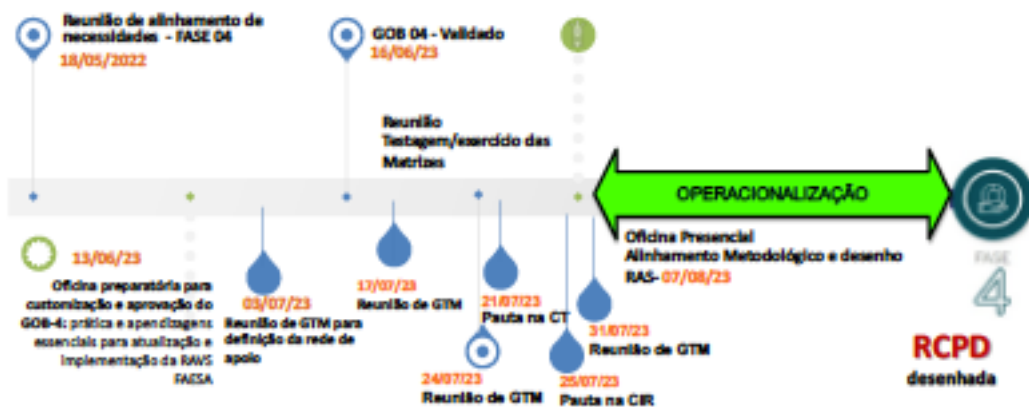 Reunião de alinhamento de
necessidades - FASE 04
18/05/2022
GOB 04 - Validado
16/06/23
Reunião
Testagem/exercício das
Matrizes
OPERACIONALIZAÇÃO
13/06/23
Oficina preparatória para
customização e aprovação do
GOB-4: prática e apendizagens
essenciais para atualização e
implementação da RAVS
FAESA
03/07/23
Reunião de GTM para
definição da rede de
apoio
17/07/23
Reunião de GTM
21/07/23
Pauta na CT
24/07/23
Reunião de GTM
25/07/23
Pauta na CIR
31/07/23
Reunião de GTM
Oficina Presencial
Alinhamento Metodológico e desenho
RAS- 07/08/23
FASE
4
RCPD
desenhada